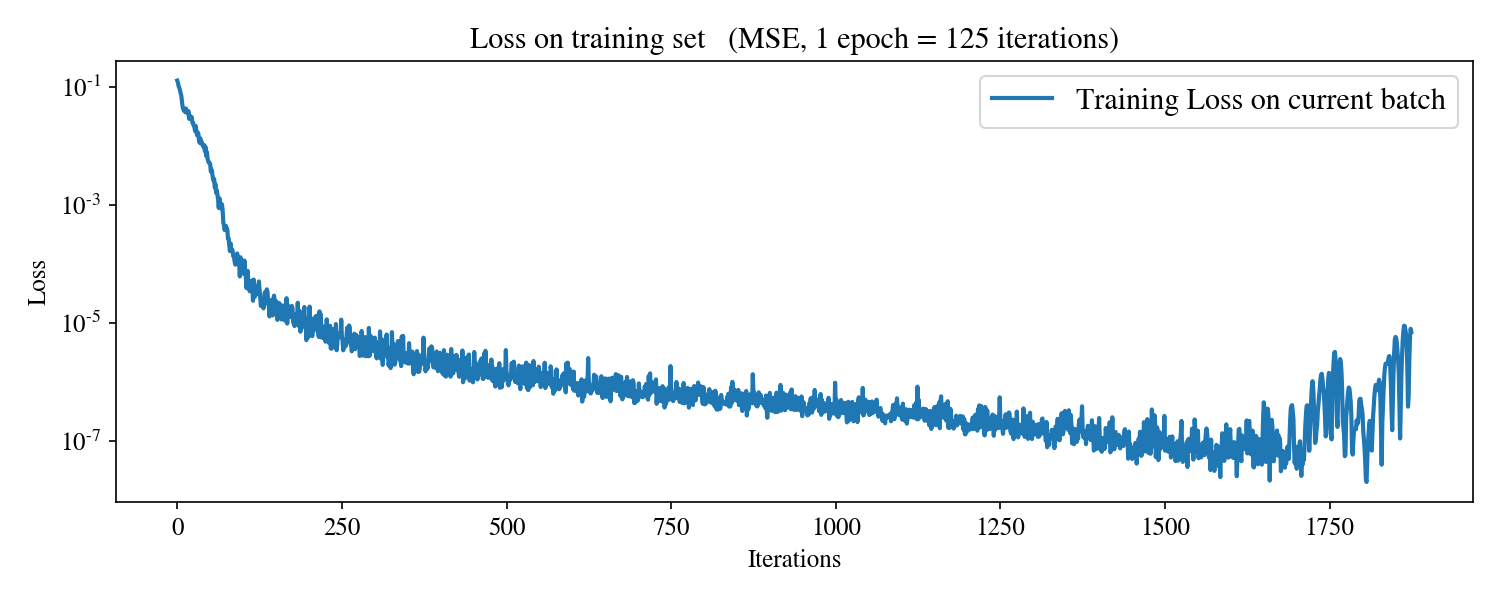 Loss on training set (MSE, 1 epoch = 125 iterations)
Training Loss on current batch
Loss
10^-1
10^-3
10^-5
10^-7
0 250 500 750 1000 1250 1500 1750
Iterations